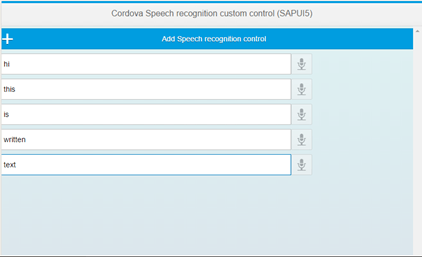 Cordova Speech recognition custom control (SAPUI5)
Add Speech recognition control
hi
this
is
written
text